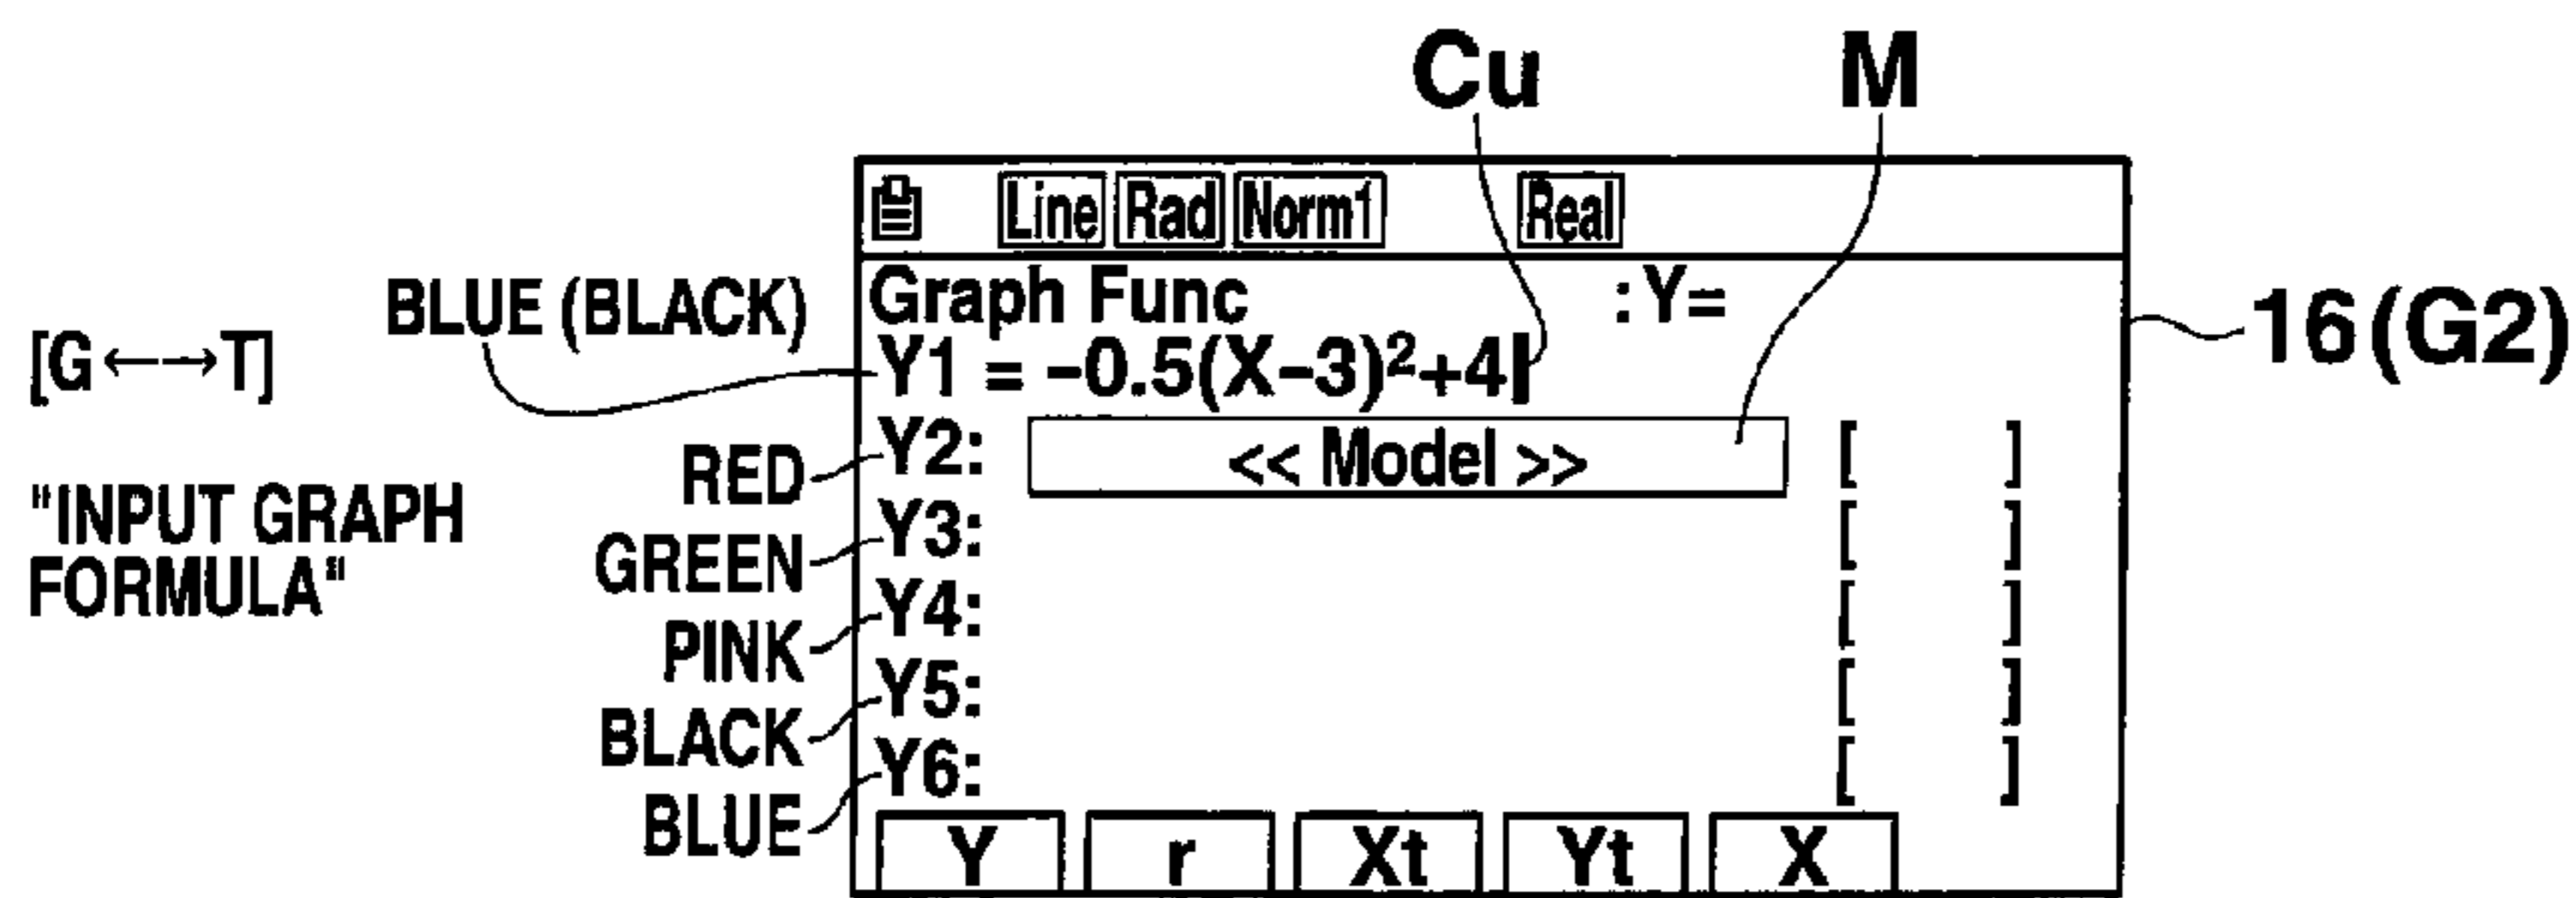 Cu M
Line Rad Norm1 Real
BLUE (BLACK) Graph Func :Y= 16(G2)
[G←→T] Y1 = -0.5(X-3)²+4
RED Y2: << Model >> [ ]
"INPUT GRAPH
FORMULA"
GREEN Y3: [ ]
PINK Y4: [ ]
BLACK Y5: [ ]
BLUE Y6: [ ]
Y r Xt Yt X